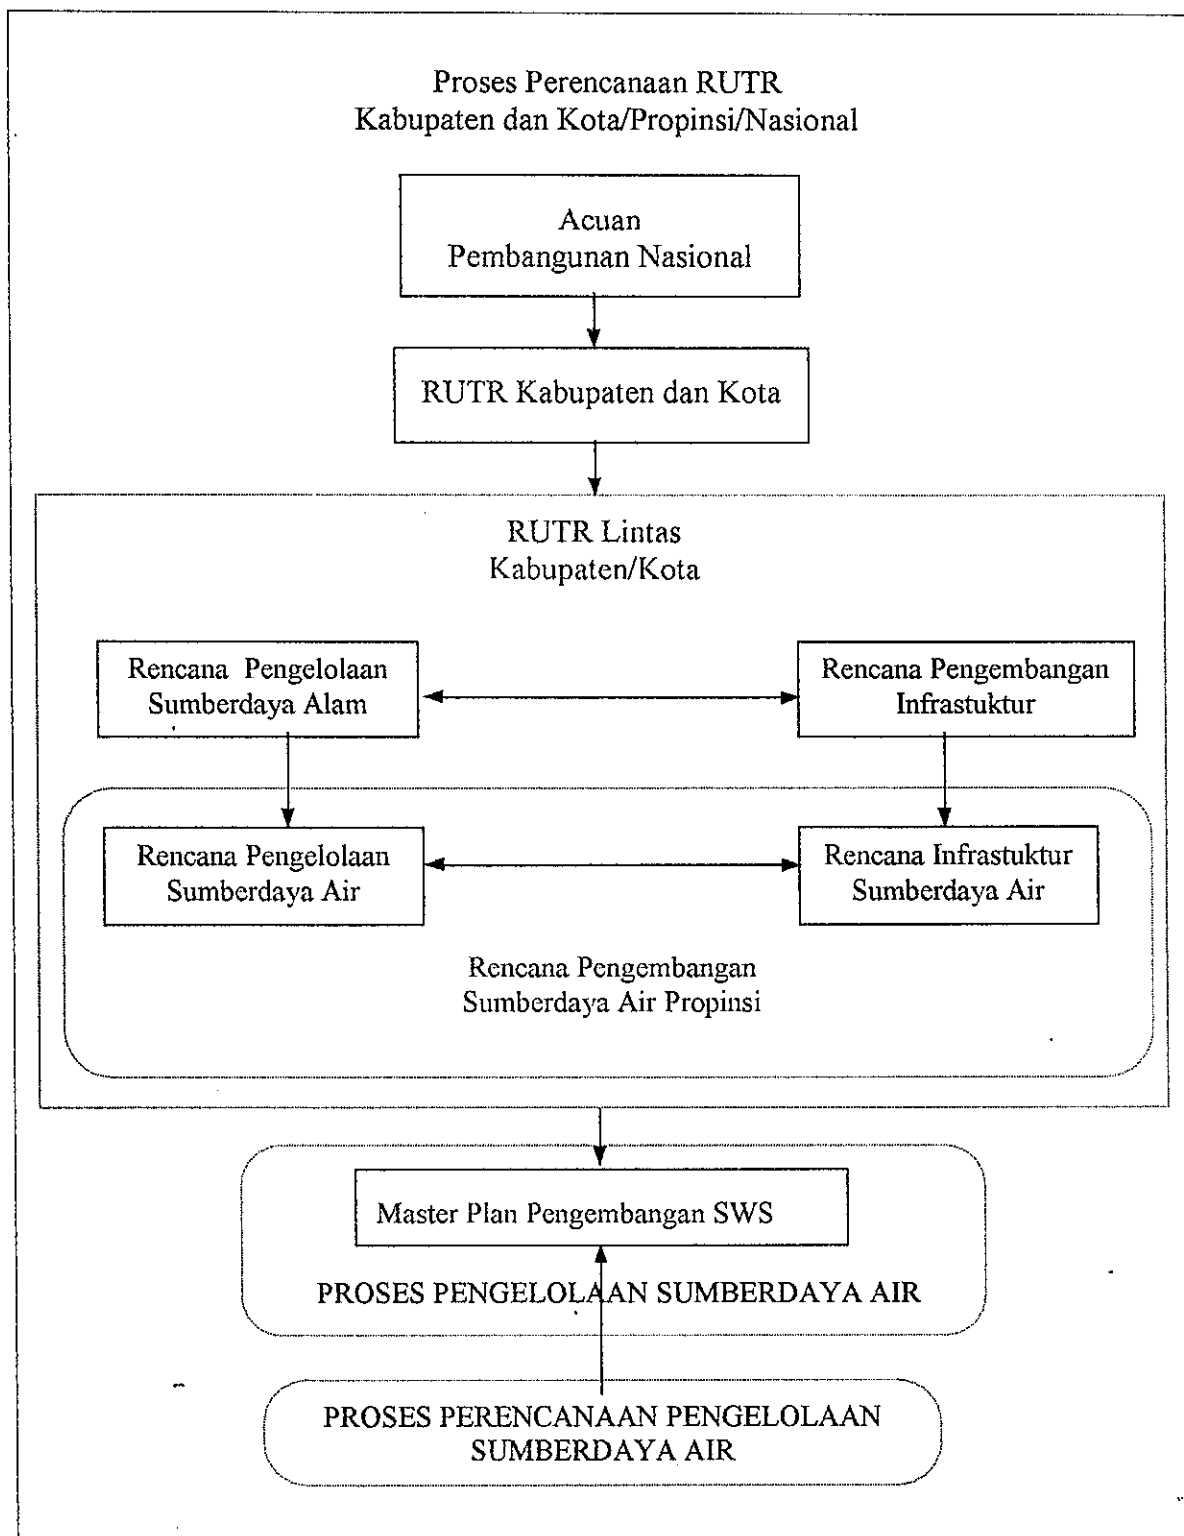 Proses Perencanaan RUTR
Kabupaten dan Kota/Propinsi/Nasional
Acuan
Pembangunan Nasional
RUTR Kabupaten dan Kota
RUTR Lintas
Kabupaten/Kota
Rencana Pengelolaan
Sumberdaya Alam
Rencana Pengembangan
Infrastuktur
Rencana Pengelolaan
Sumberdaya Air
Rencana Infrastuktur
Sumberdaya Air
Rencana Pengembangan
Sumberdaya Air Propinsi
Master Plan Pengembangan SWS
PROSES PENGELOLAAN SUMBERDAYA AIR
PROSES PERENCANAAN PENGELOLAAN
SUMBERDAYA AIR